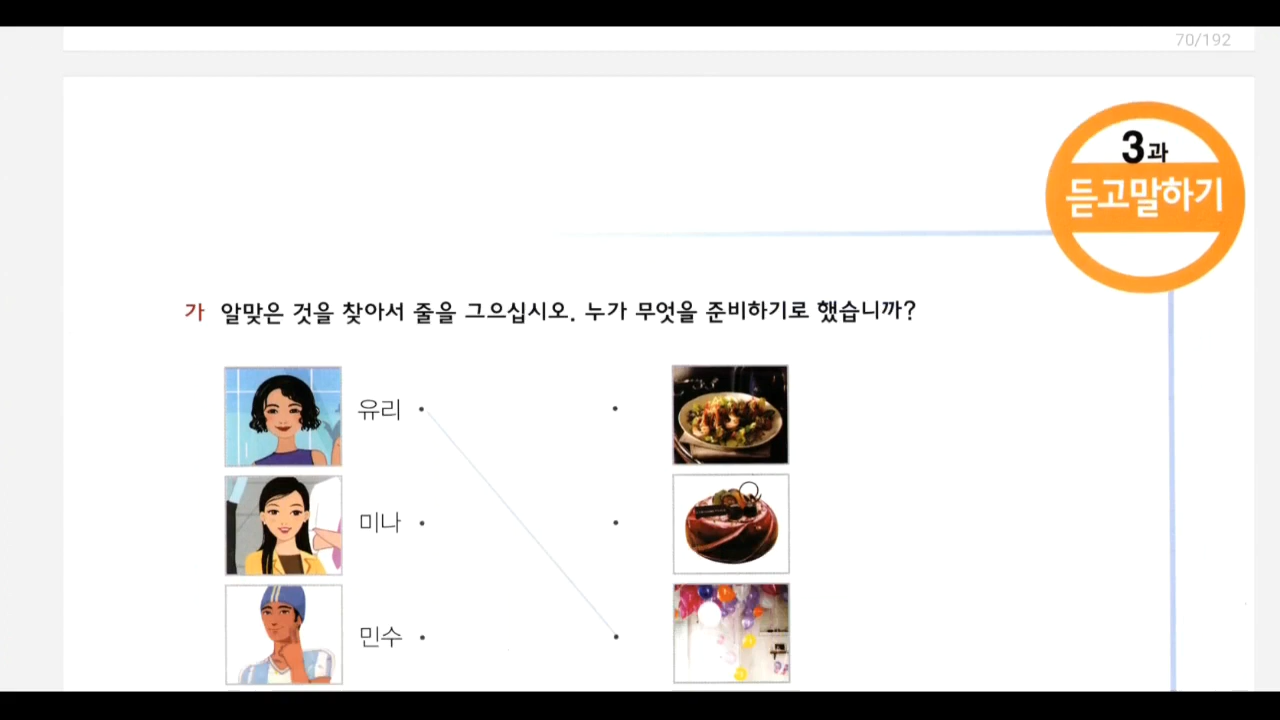 70/192
3과
듣고말하기
가 알맞은 것을 찾아서 줄을 그으십시오. 누가 무엇을 준비하기로 했습니까?
유리
미나
민수